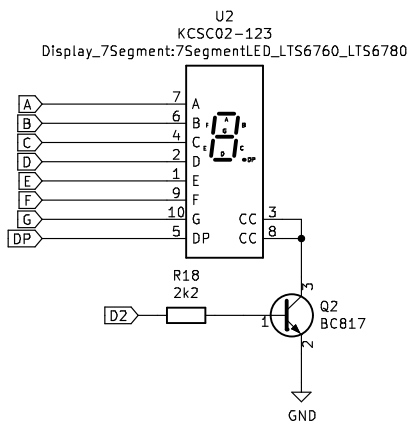 U2
KCSC02-123
Display_7Segment:7SegmentLED_LTS6760_LTS6780
A 7 A
B 6 B
C 4 C
D 2 D
E 1 E
F 9 F
G 10 G CC 3
DP 5 DP CC 8
A
F B
G
E C
D
DP
R18
2k2
D2
1
3
2
Q2
BC817
GND